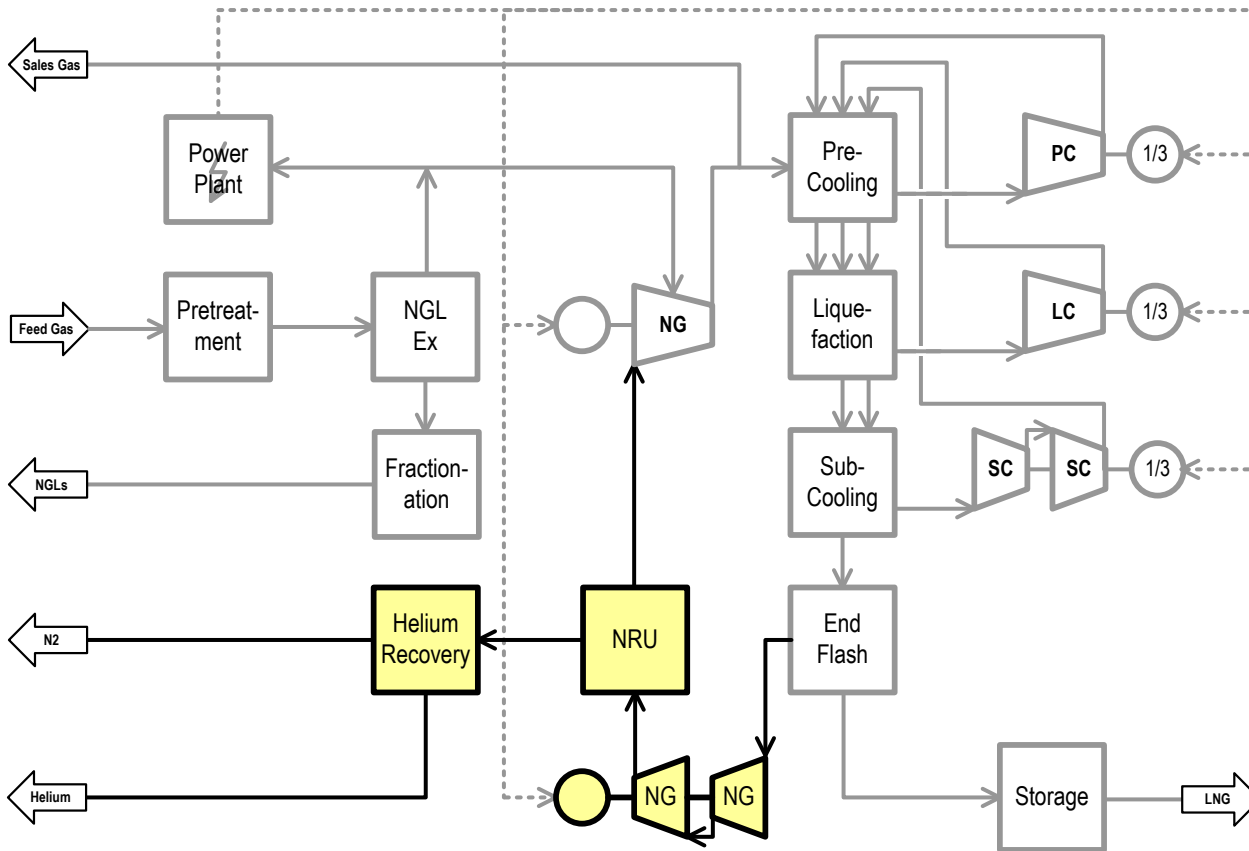 Sales Gas
Power
Plant
Pre-
Cooling
PC
1/3
Feed Gas
Pretreat-
ment
NGL
Ex
NG
Lique-
faction
LC
1/3
NGLs
Fraction-
ation
Sub-
Cooling
SC
SC
1/3
N2
Helium
Recovery
NRU
End
Flash
Helium
NG
NG
Storage
LNG